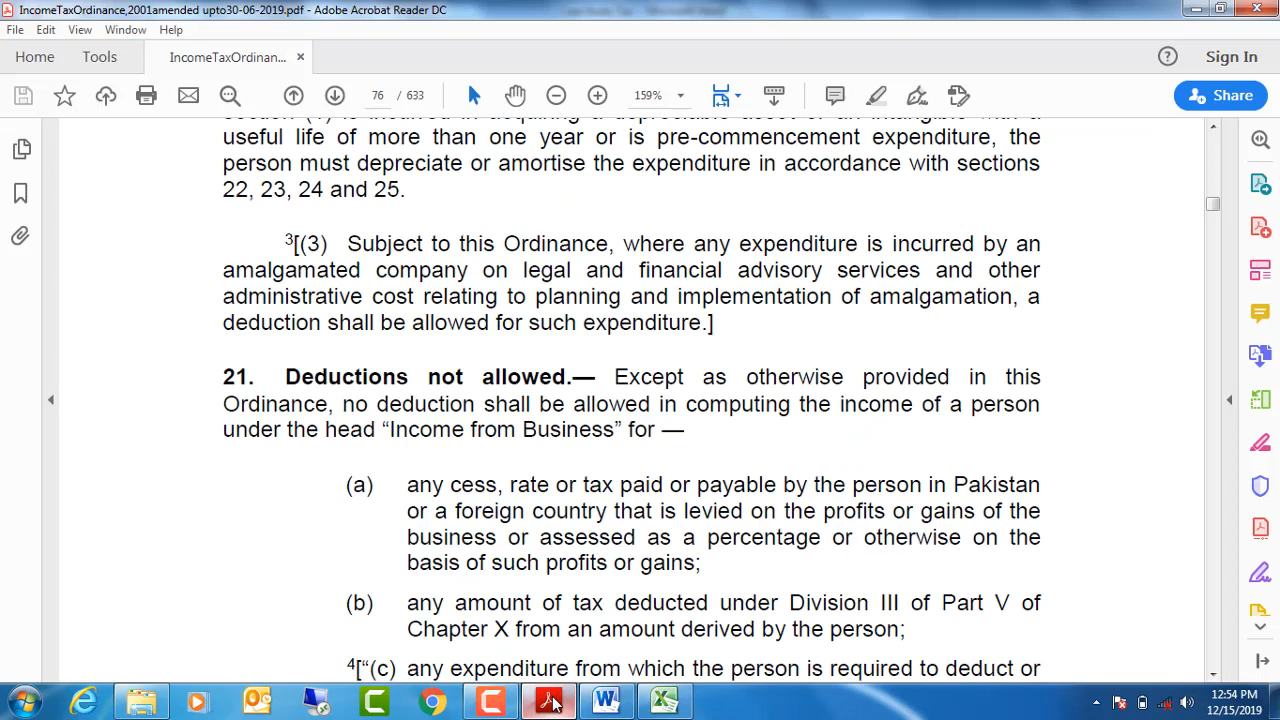 IncomeTaxOrdinance,2001amended upto30-06-2019.pdf - Adobe Acrobat Reader DC
File Edit View Window Help
Home Tools IncomeTaxOrdinan... × Sign In
76 / 633 159% Share
useful life of more than one year or is pre-commencement expenditure, the
person must depreciate or amortise the expenditure in accordance with sections
22, 23, 24 and 25.
3[(3) Subject to this Ordinance, where any expenditure is incurred by an
amalgamated company on legal and financial advisory services and other
administrative cost relating to planning and implementation of amalgamation, a
deduction shall be allowed for such expenditure.]
21. Deductions not allowed.— Except as otherwise provided in this
Ordinance, no deduction shall be allowed in computing the income of a person
under the head “Income from Business” for —
(a) any cess, rate or tax paid or payable by the person in Pakistan
or a foreign country that is levied on the profits or gains of the
business or assessed as a percentage or otherwise on the
basis of such profits or gains;
(b) any amount of tax deducted under Division III of Part V of
Chapter X from an amount derived by the person;
4[“(c) any expenditure from which the person is required to deduct or
12:54 PM
12/15/2019